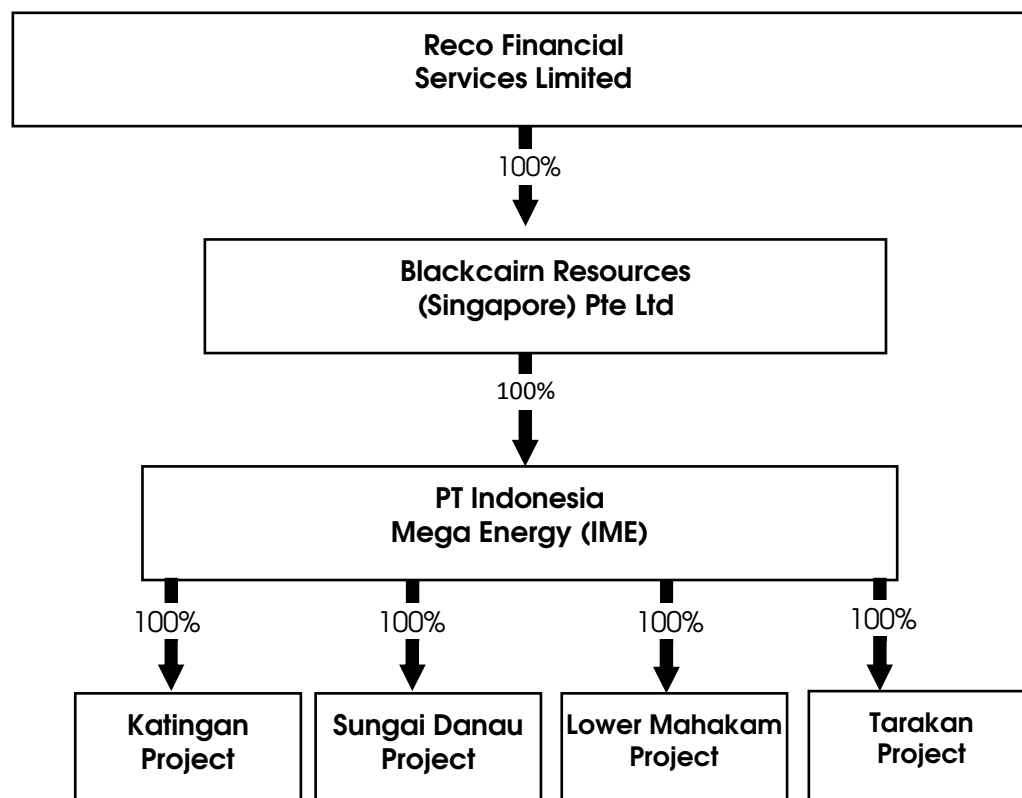 Reco Financial
Services Limited
100%
Blackcairn Resources
(Singapore) Pte Ltd
100%
PT Indonesia
Mega Energy (IME)
100% 100% 100% 100%
Katingan
Project
Sungai Danau
Project
Lower Mahakam
Project
Tarakan
Project